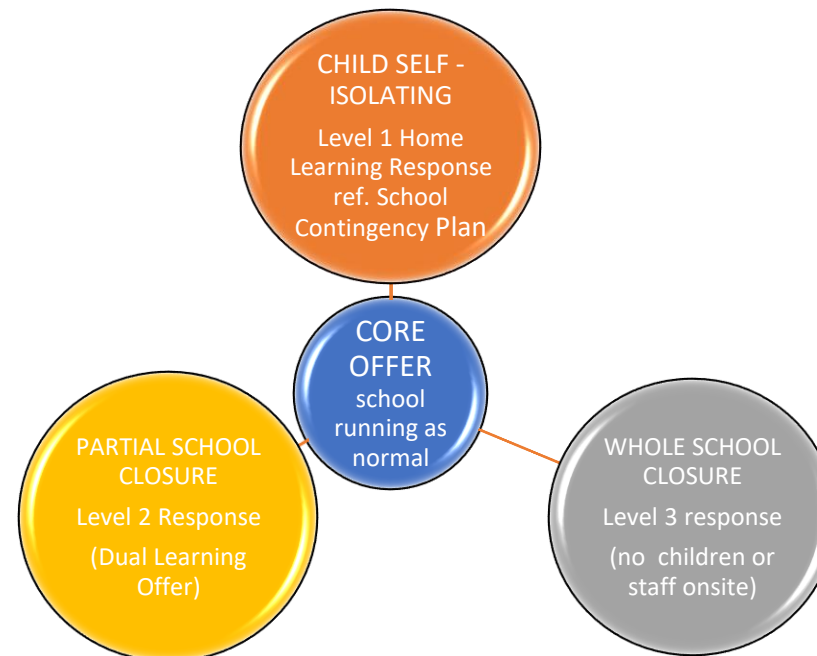 CHILD SELF -
ISOLATING
Level 1 Home
Learning Response
ref. School
Contingency Plan
CORE
OFFER
school
running as
normal
PARTIAL SCHOOL
CLOSURE
Level 2 Response
(Dual Learning
Offer)
WHOLE SCHOOL
CLOSURE
Level 3 response
(no children or
staff onsite)